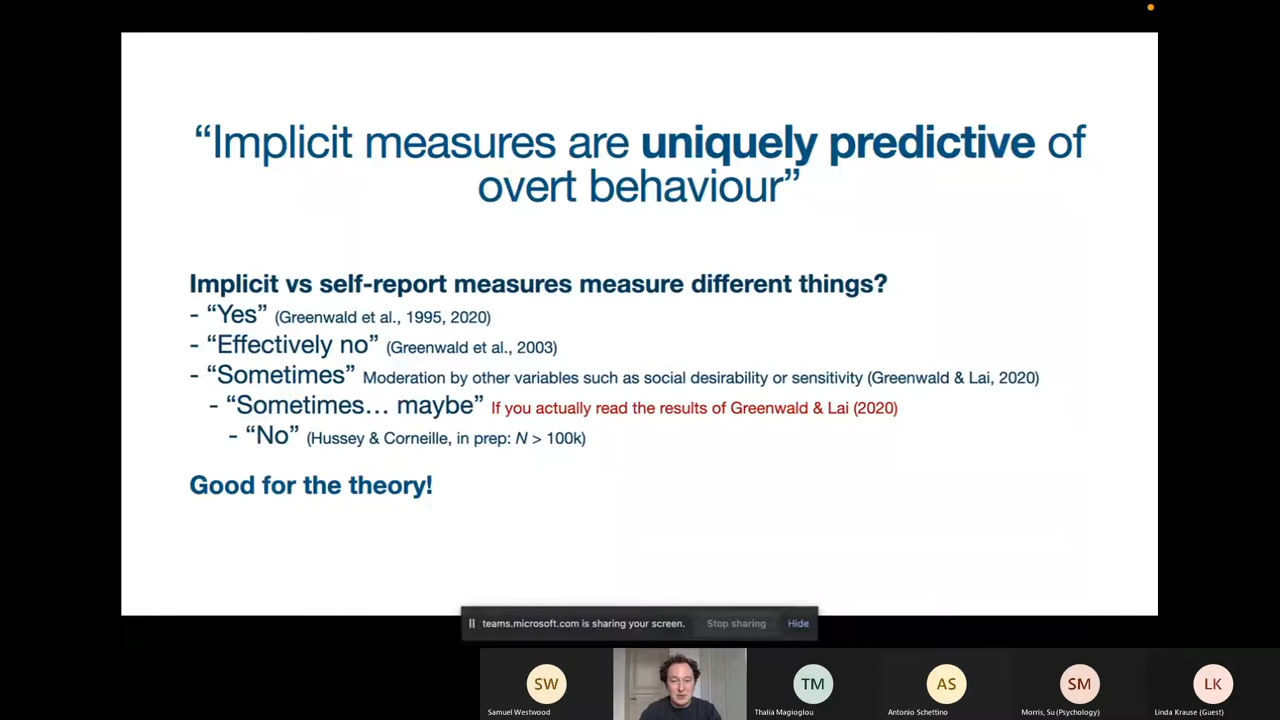 “Implicit measures are uniquely predictive of
overt behaviour”
Implicit vs self-report measures measure different things?
- “Yes” (Greenwald et al., 1995, 2020)
- “Effectively no” (Greenwald et al., 2003)
- “Sometimes” Moderation by other variables such as social desirability or sensitivity (Greenwald & Lai, 2020)
- “Sometimes… maybe” If you actually read the results of Greenwald & Lai (2020)
- “No” (Hussey & Corneille, in prep: N > 100k)
Good for the theory!
teams.microsoft.com is sharing your screen. Stop sharing Hide
SW TM AS SM LK
Samuel Westwood Thalia Magioglou Antonio Schettino Morris, Su (Psychology) Linda Krause (Guest)